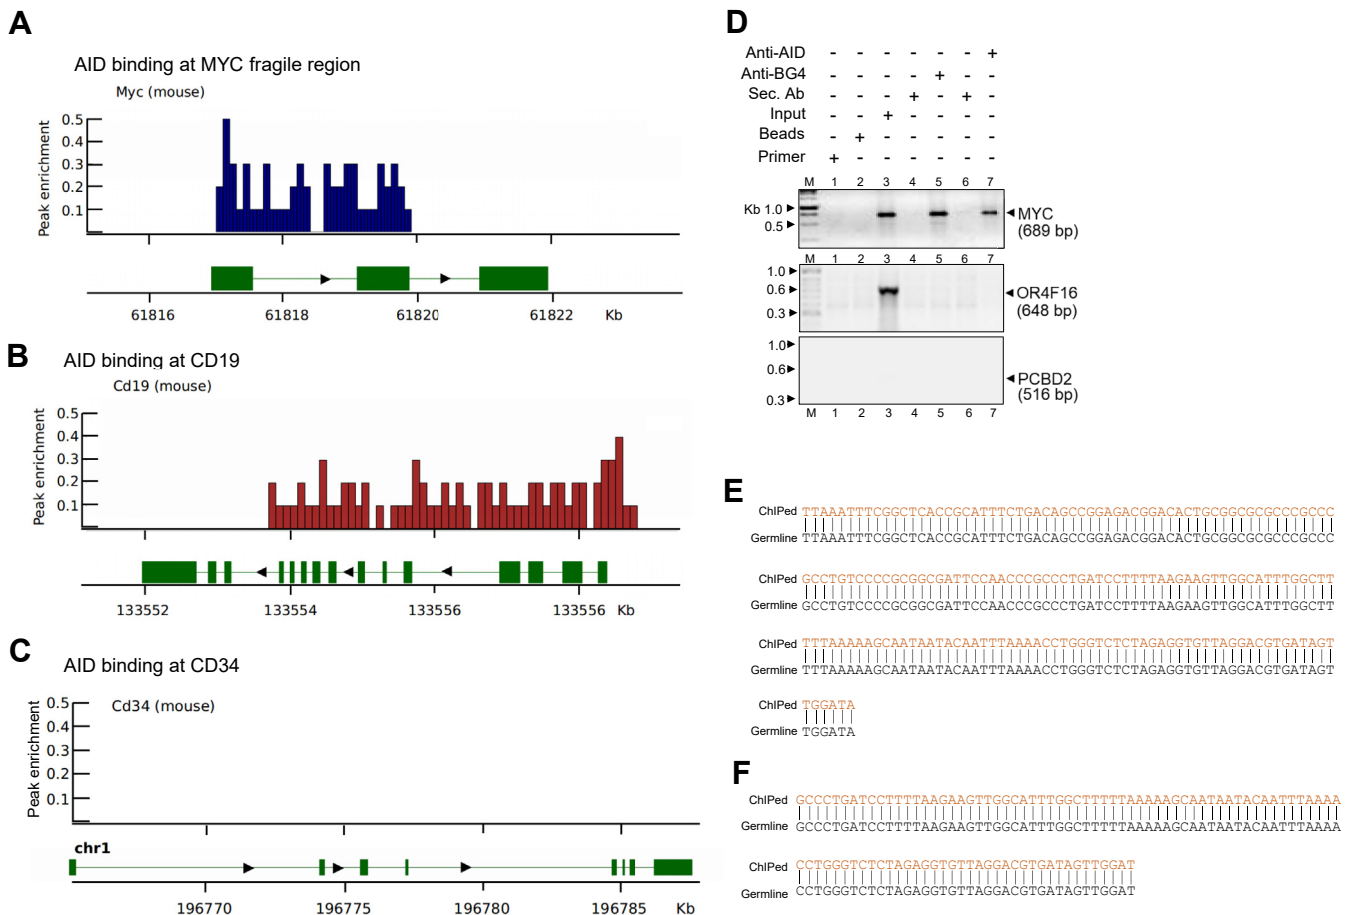 A
AID binding at MYC fragile region
Myc (mouse)
Peak enrichment
0.5
0.4
0.3
0.2
0.1
61816 61818 61820 61822 Kb
B
AID binding at CD19
Cd19 (mouse)
Peak enrichment
0.5
0.4
0.3
0.2
0.1
133552 133554 133556 133556 Kb
C
AID binding at CD34
Cd34 (mouse)
Peak enrichment
0.5
0.4
0.3
0.2
0.1
chr1
196770 196775 196780 196785 Kb
D
Anti-AID - - - - - - +
Anti-BG4 - - - - + - -
Sec. Ab - - - + - + -
Input - - + - - - -
Beads - + - - - - -
Primer + - - - - - -
M 1 2 3 4 5 6 7
Kb 1.0
0.5
MYC
(689 bp)
M 1 2 3 4 5 6 7
1.0
0.6
0.3
OR4F16
(648 bp)
1.0
0.6
0.3
PCBD2
(516 bp)
M 1 2 3 4 5 6 7
E
ChIPed TTAAATTTCGGCTCACCGCATTTCTGACAGCCGGAGACGGACACTGCGGCGCGCCCGCCC
Germline TTAAATTTCGGCTCACCGCATTTCTGACAGCCGGAGACGGACACTGCGGCGCGCCCGCCC
ChIPed GCCTGTCCCCGCGGCGATTCCAACCCGCCCTGATCCTTTTAAGAAGTTGGCATTTGGCTT
Germline GCCTGTCCCCGCGGCGATTCCAACCCGCCCTGATCCTTTTAAGAAGTTGGCATTTGGCTT
ChIPed TTTAAAAAGCAATAATACAATTTAAAACCTGGGTCTCTAGAGGTGTTAGGACGTGATAGT
Germline TTTAAAAAGCAATAATACAATTTAAAACCTGGGTCTCTAGAGGTGTTAGGACGTGATAGT
ChIPed TGGATA
Germline TGGATA
F
ChIPed GCCCTGATCCTTTTAAGAAGTTGGCATTTGGCTTTTTAAAAAGCAATAATACAATTTAAAA
Germline GCCCTGATCCTTTTAAGAAGTTGGCATTTGGCTTTTTAAAAAGCAATAATACAATTTAAAA
ChIPed CCTGGGTCTCTAGAGGTGTTAGGACGTGATAGTTGGAT
Germline CCTGGGTCTCTAGAGGTGTTAGGACGTGATAGTTGGAT